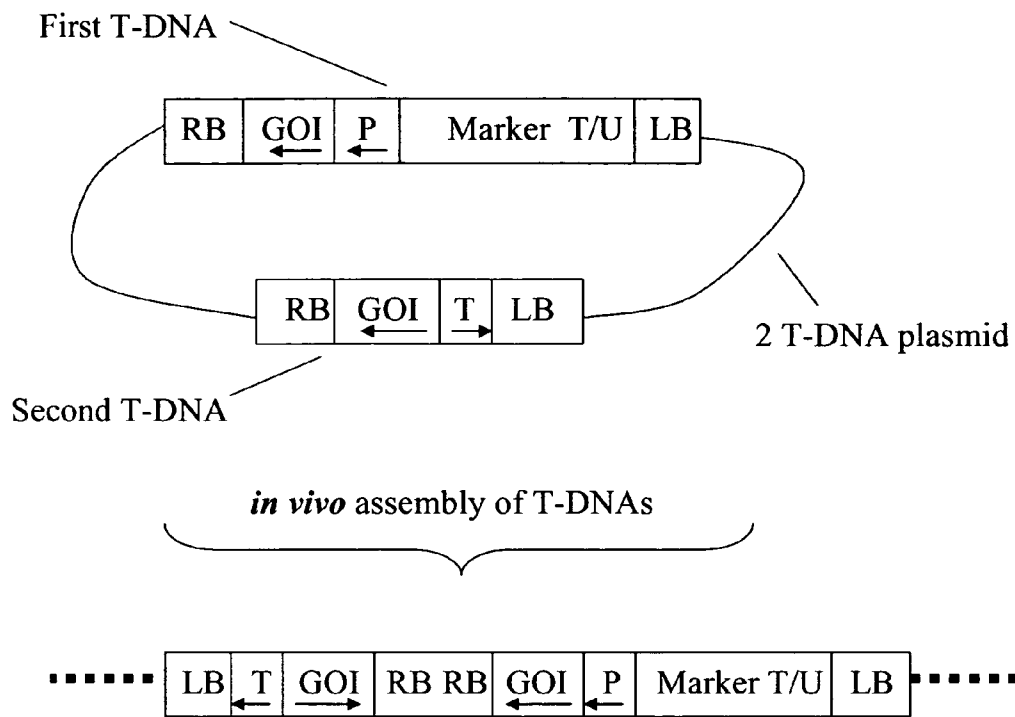 First T-DNA
RB GOI P Marker T/U LB
RB GOI T LB
2 T-DNA plasmid
Second T-DNA
in vivo assembly of T-DNAs
LB T GOI RB RB GOI P Marker T/U LB